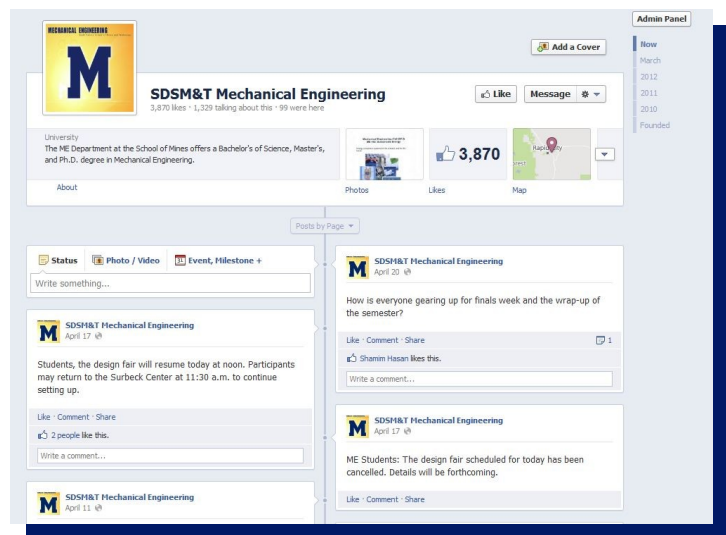 Admin Panel
MECHANICAL ENGINEERING
M
Add a Cover
Now
March
2012
2011
2010
Founded
SDSM&T Mechanical Engineering
3,870 likes · 1,329 talking about this · 99 were here
Like
Message
University
The ME Department at the School of Mines offers a Bachelor's of Science, Master's,
and Ph.D. degree in Mechanical Engineering.
About
3,870
Photos
Likes
Map
Posts by Page
Status
Photo / Video
31
Event, Milestone +
Write something...
SDSM&T Mechanical Engineering
April 20
How is everyone gearing up for finals week and the wrap-up of
the semester?
Like · Comment · Share
1
Shamim Hasan likes this.
Write a comment...
SDSM&T Mechanical Engineering
April 17
Students, the design fair will resume today at noon. Participants
may return to the Surbeck Center at 11:30 a.m. to continue
setting up.
Like · Comment · Share
2 people like this.
Write a comment...
SDSM&T Mechanical Engineering
April 17
ME Students: The design fair scheduled for today has been
cancelled. Details will be forthcoming.
Like · Comment · Share
SDSM&T Mechanical Engineering
April 11